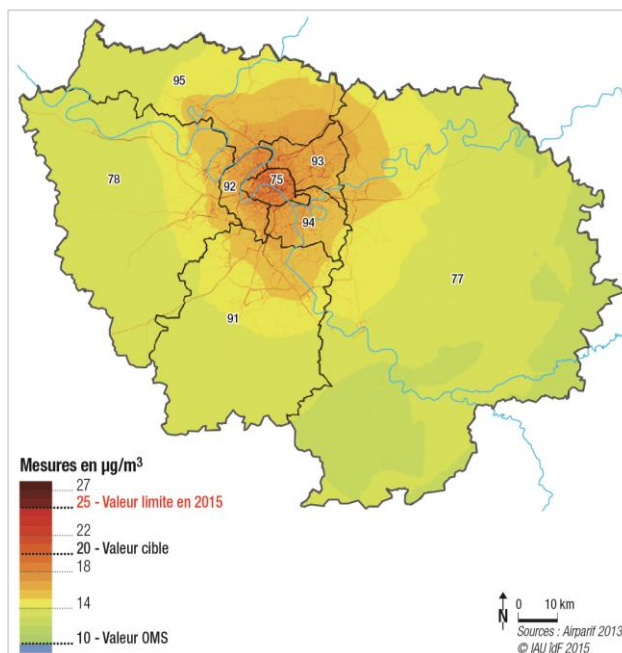 95
78
92
75
93
94
77
91
Mesures en µg/m³
27
25 - Valeur limite en 2015
22
20 - Valeur cible
18
14
10 - Valeur OMS
N
0 10 km
Sources : Airparif 2013
© IAU îdF 2015